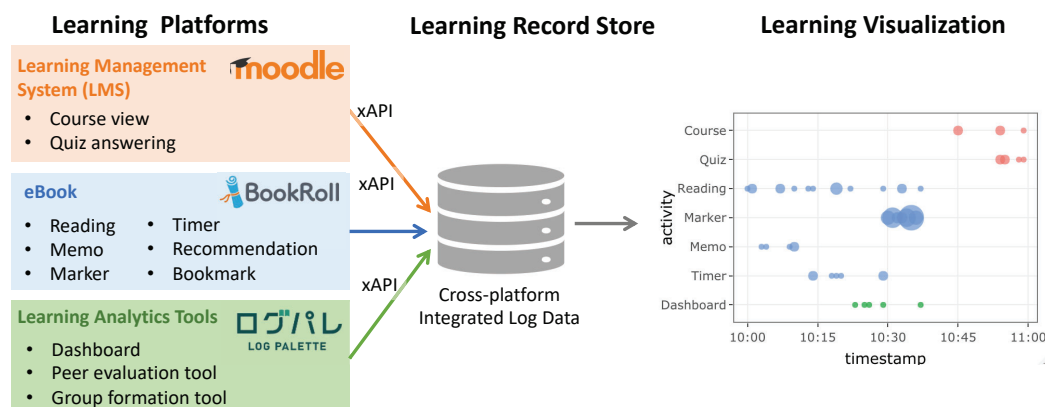 Learning Platforms
Learning Record Store
Learning Visualization
Learning Management
System (LMS)
moodle
• Course view
• Quiz answering
eBook
BookRoll
• Reading
• Memo
• Marker
• Timer
• Recommendation
• Bookmark
Learning Analytics Tools
ログパレ
LOG PALETTE
• Dashboard
• Peer evaluation tool
• Group formation tool
xAPI
xAPI
xAPI
Cross-platform
Integrated Log Data
activity
Course
Quiz
Reading
Marker
Memo
Timer
Dashboard
10:00 10:15 10:30 10:45 11:00
timestamp